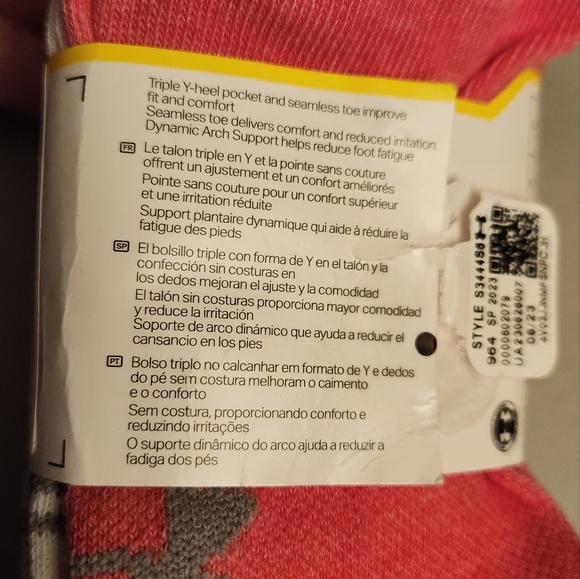 Triple Y-heel pocket and seamless toe improve
fit and comfort
Seamless toe delivers comfort and reduced irritation
Dynamic Arch Support helps reduce foot fatigue
FR Le talon triple en Y et la pointe sans couture
offrent un ajustement et un confort améliorés
Pointe sans couture pour un confort supérieur
et une irritation réduite
Support plantaire dynamique qui aide à réduire la
fatigue des pieds
SP El bolsillo triple con forma de Y en el talón y la
confección sin costuras en
los dedos mejoran el ajuste y la comodidad
El talón sin costuras proporciona mayor comodidad
y reduce la irritación
Soporte de arco dinámico que ayuda a reducir el
cansancio en los pies
PT Bolso triplo no calcanhar em formato de Y e dedos
do pé sem costura melhoram o caimento
e o conforto
Sem costura, proporcionando conforto e
reduzindo irritações
O suporte dinâmico do arco ajuda a reduzir a
fadiga dos pés
STYLE
964 SP 2023
0000602079
UA230626007
06/23